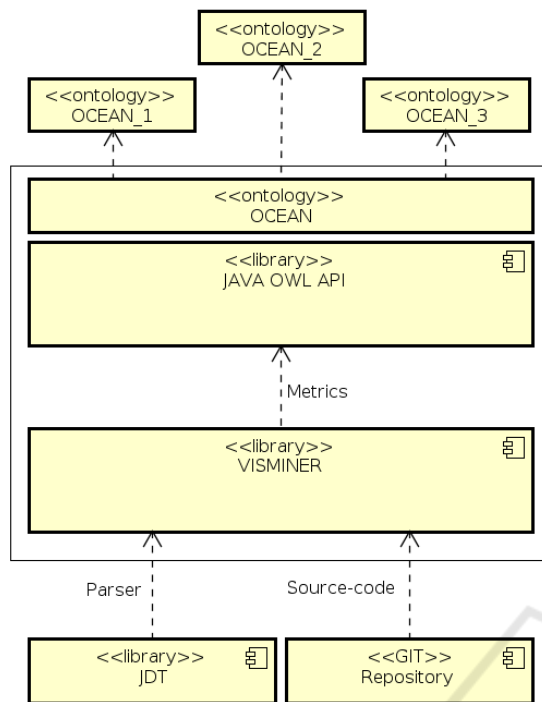 <<ontology>>
OCEAN_2
<<ontology>>
OCEAN_1
<<ontology>>
OCEAN_3
<<ontology>>
OCEAN
<<library>>
JAVA OWL API
Metrics
<<library>>
VISMINER
Parser
Source-code
<<library>>
JDT
<<GIT>>
Repository